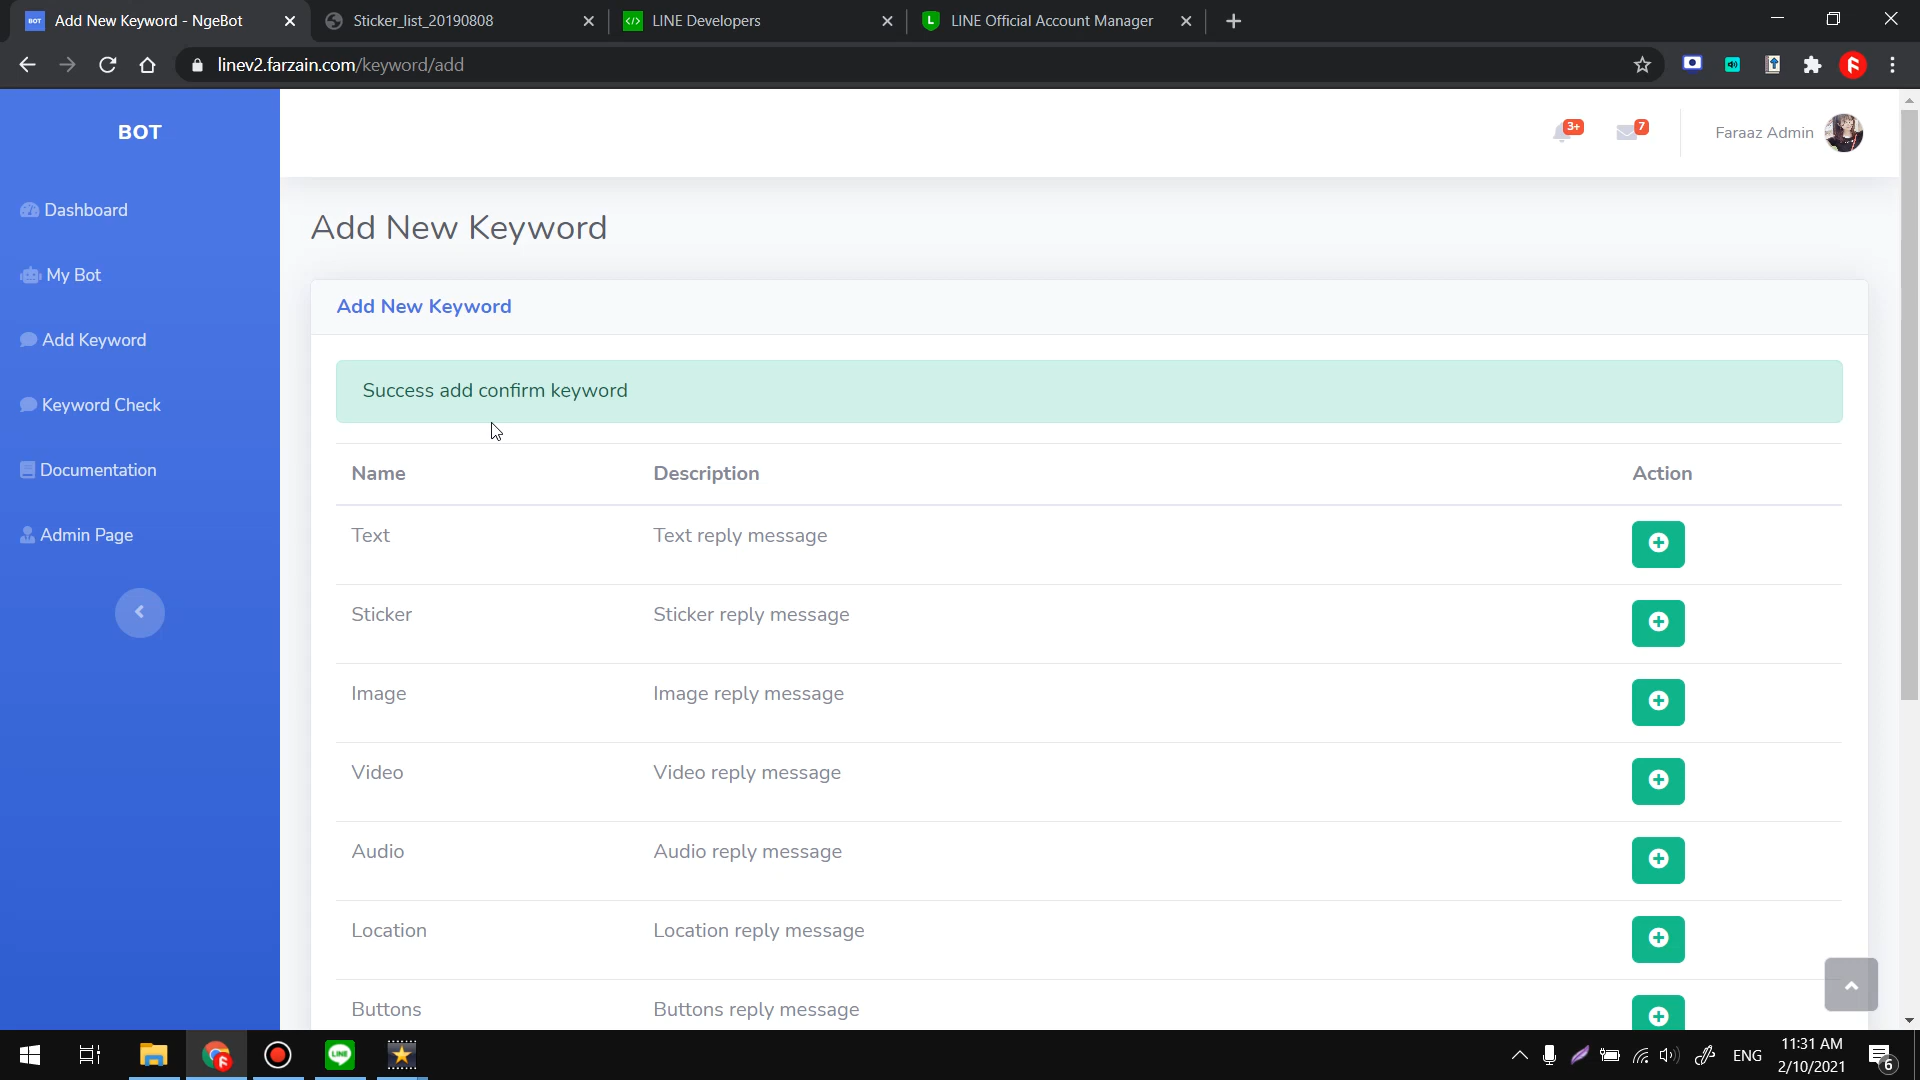 BOT Add New Keyword - NgeBot
Sticker_list_20190808
LINE Developers
L LINE Official Account Manager
linev2.farzain.com/keyword/add
BOT
3+
7
Faraaz Admin
Dashboard
My Bot
Add Keyword
Keyword Check
Documentation
Admin Page
Add New Keyword
Add New Keyword
Success add confirm keyword
Name Description Action
Text Text reply message
Sticker Sticker reply message
Image Image reply message
Video Video reply message
Audio Audio reply message
Location Location reply message
Buttons Buttons reply message
LINE
ENG
11:31 AM
2/10/2021
6